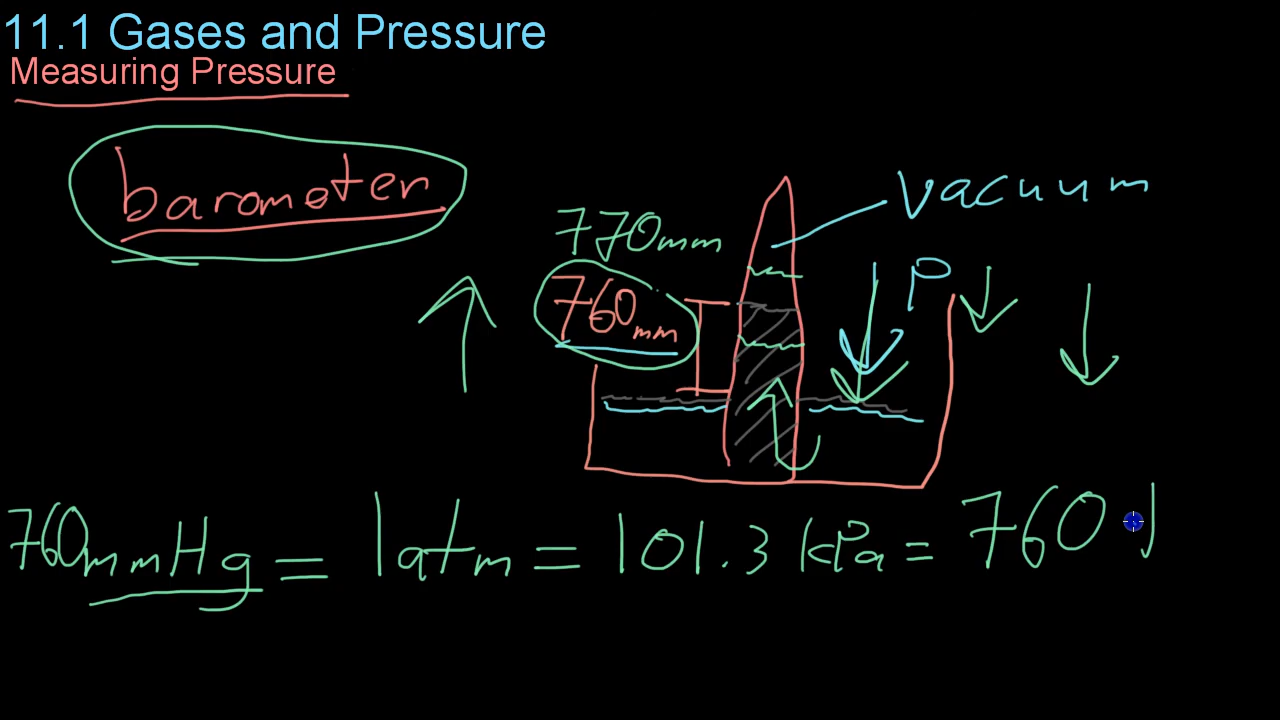 11.1 Gases and Pressure
Measuring Pressure
barometer
vacuum
770mm
P
760mm
760mmHg = 1atm = 101.3 kPa = 760